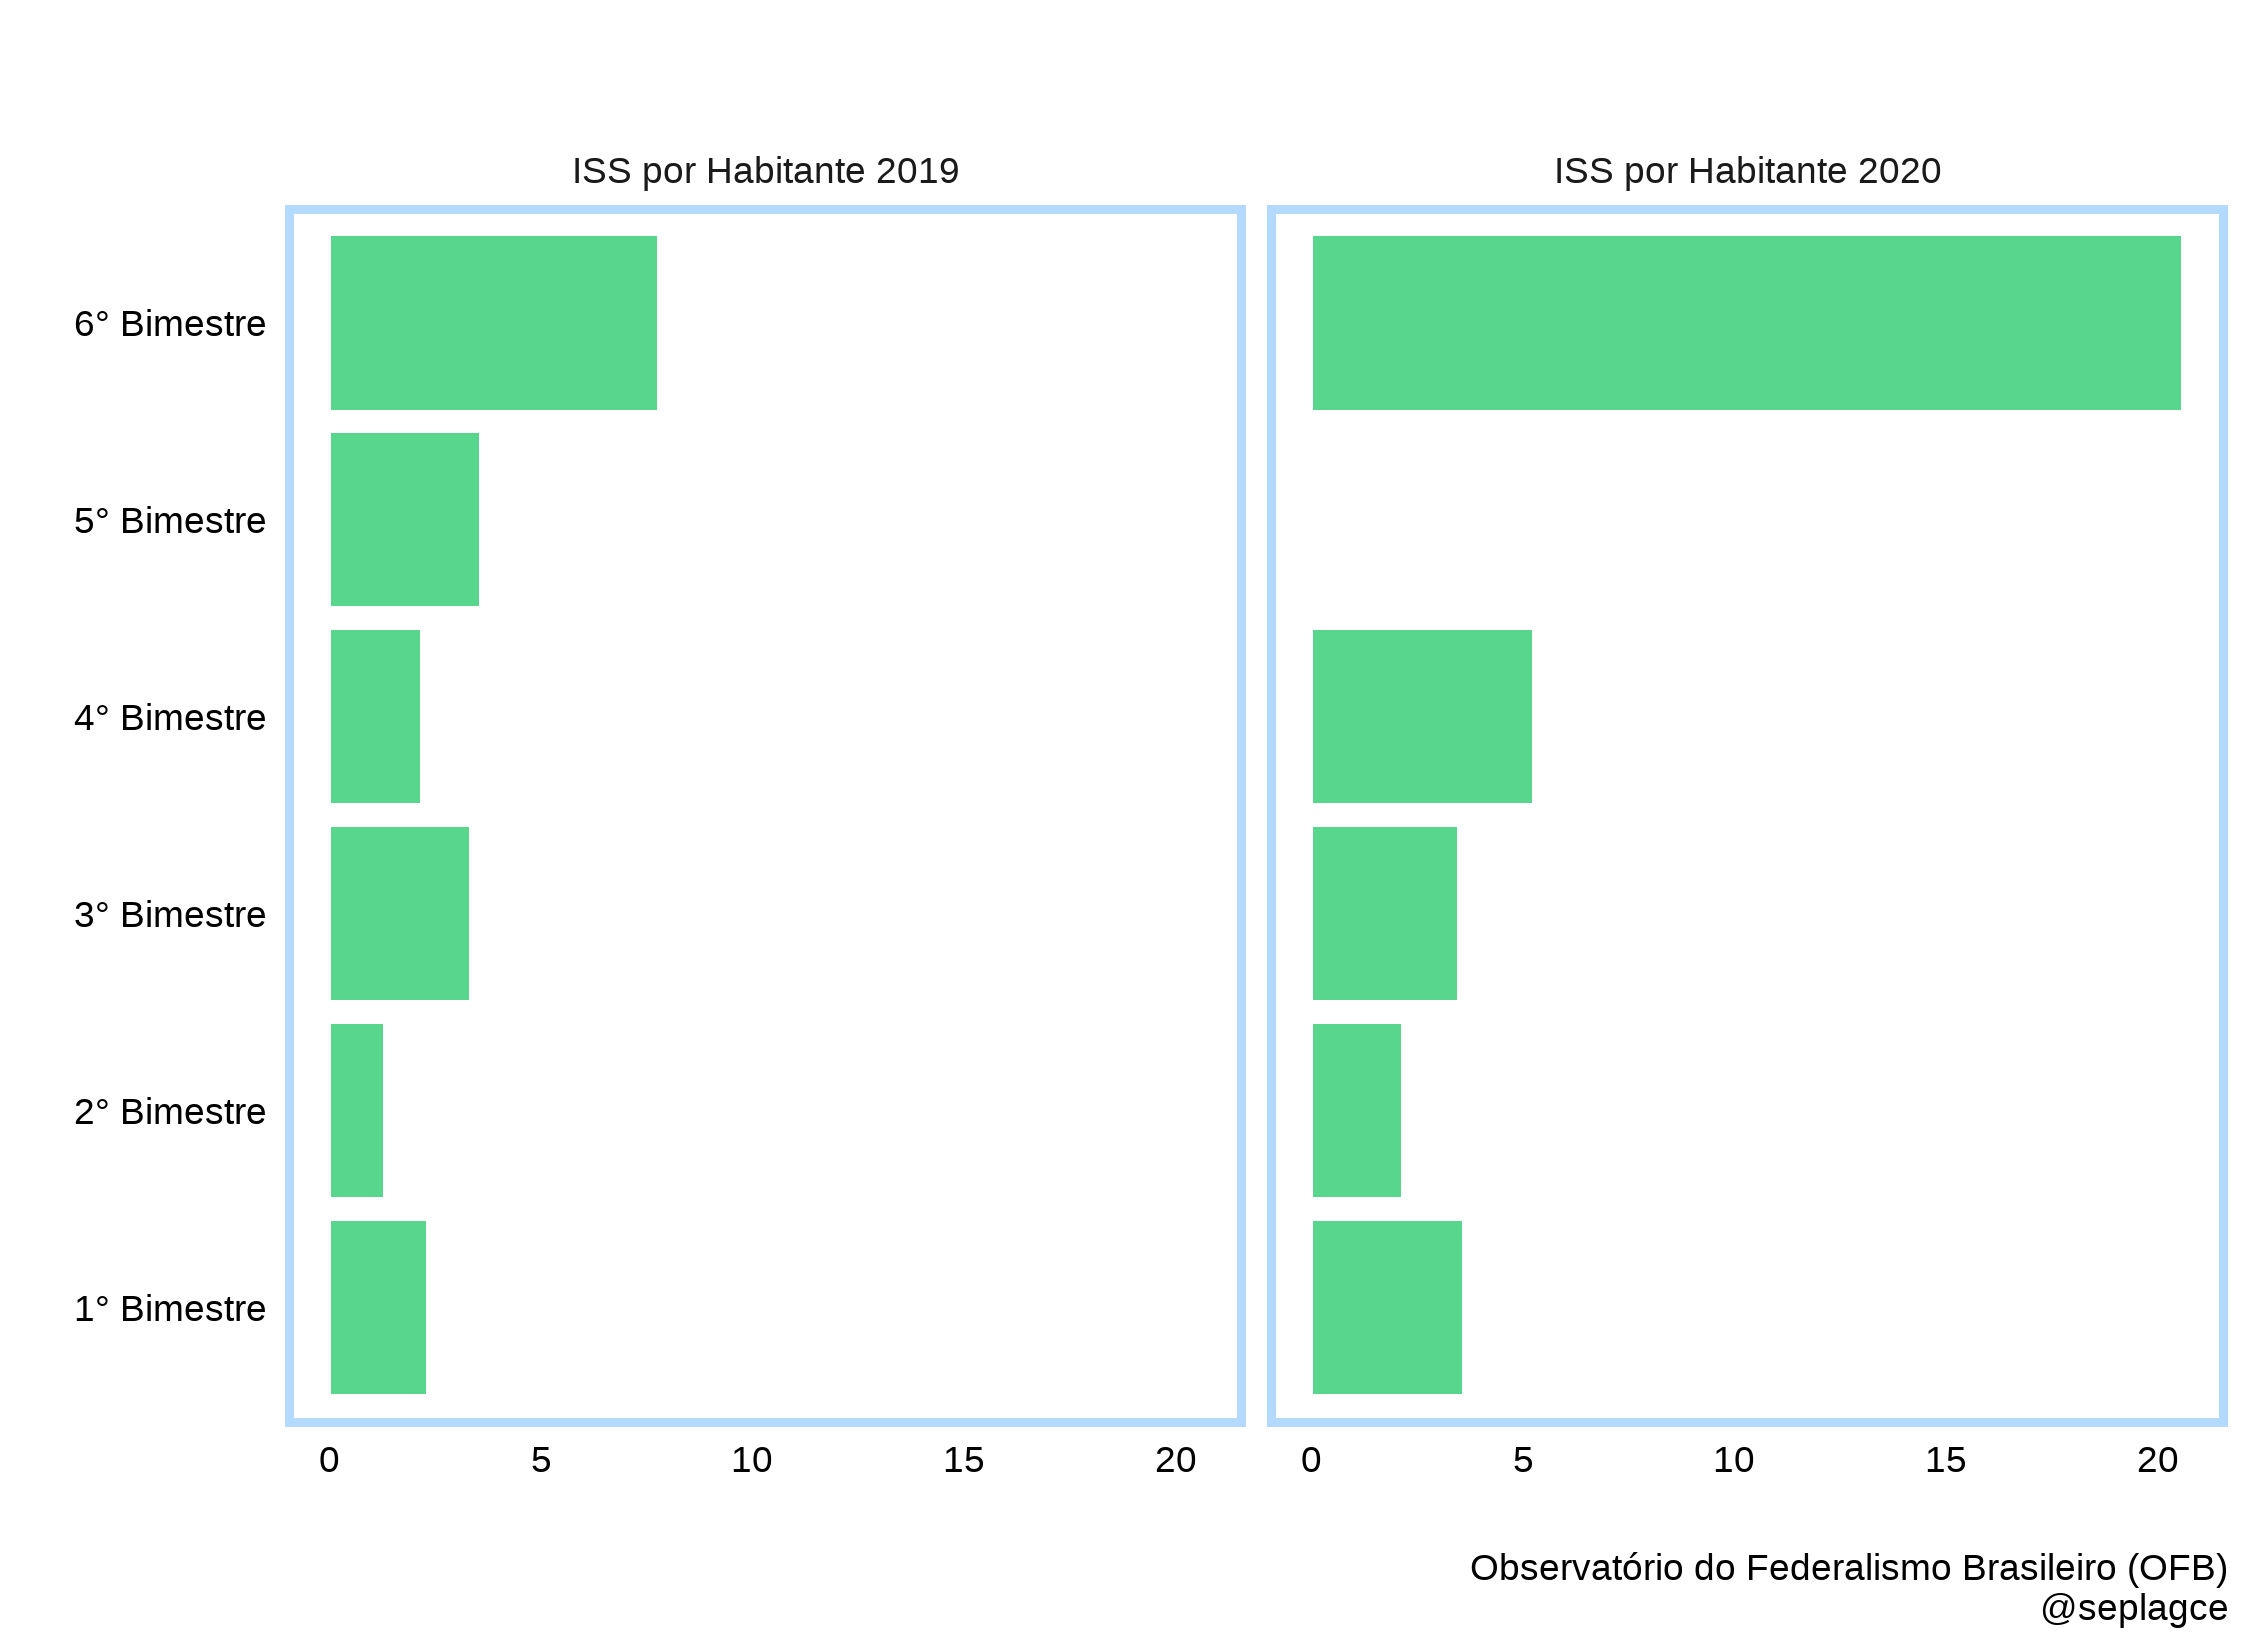 ISS por Habitante 2019
ISS por Habitante 2020
6° Bimestre
5° Bimestre
4° Bimestre
3° Bimestre
2° Bimestre
1° Bimestre
0 5 10 15 20
0 5 10 15 20
Observatório do Federalismo Brasileiro (OFB)
@seplagce